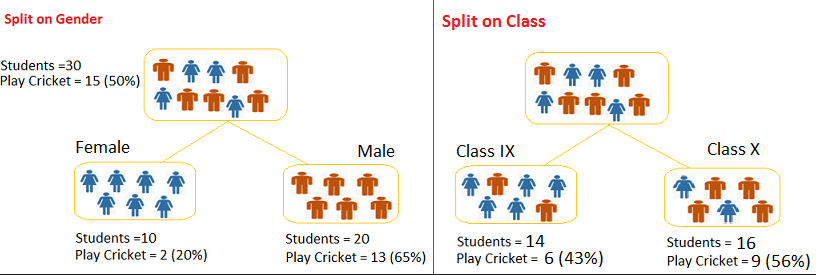 Split on Gender
Students =30
Play Cricket = 15 (50%)
Female
Male
Students =10
Play Cricket = 2 (20%)
Students = 20
Play Cricket = 13 (65%)
Split on Class
Class IX
Class X
Students = 14
Play Cricket = 6 (43%)
Students = 16
Play Cricket = 9 (56%)